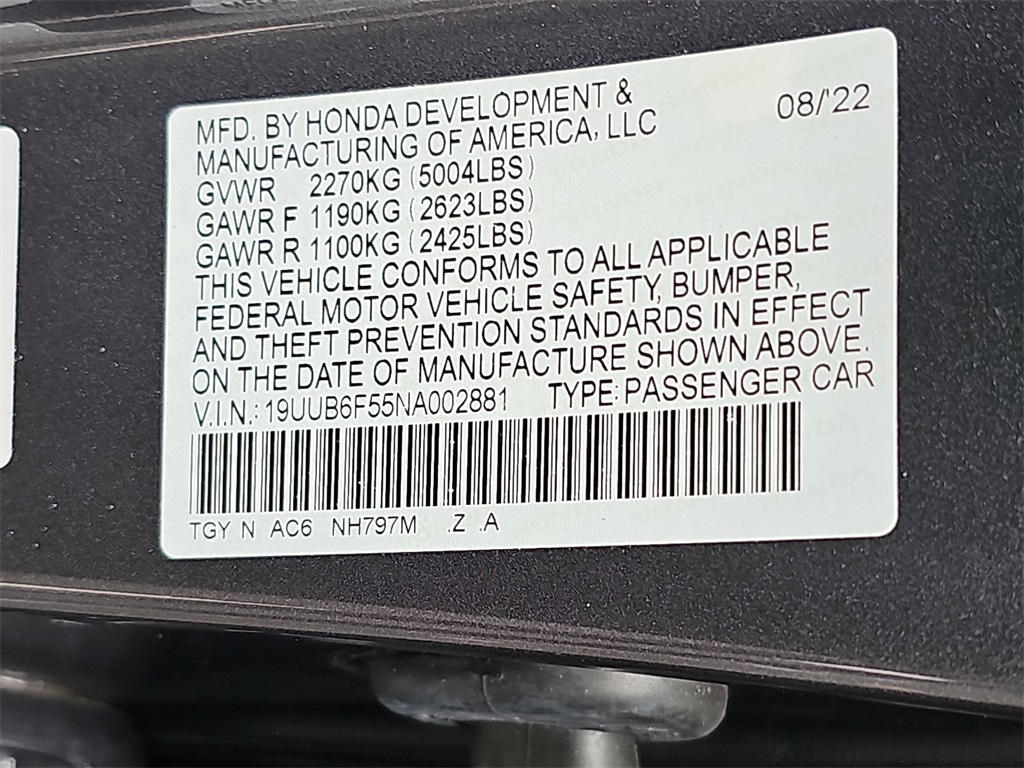 MFD. BY HONDA DEVELOPMENT & 08/'22
MANUFACTURING OF AMERICA, LLC
GVWR 2270KG (5004LBS)
GAWR F 1190KG (2623LBS)
GAWR R 1100KG (2425LBS)
THIS VEHICLE CONFORMS TO ALL APPLICABLE
FEDERAL MOTOR VEHICLE SAFETY, BUMPER,
AND THEFT PREVENTION STANDARDS IN EFFECT
ON THE DATE OF MANUFACTURE SHOWN ABOVE.
V.I.N.: 19UUB6F55NA002881 TYPE: PASSENGER CAR
TGY N AC6 NH797M .Z .A